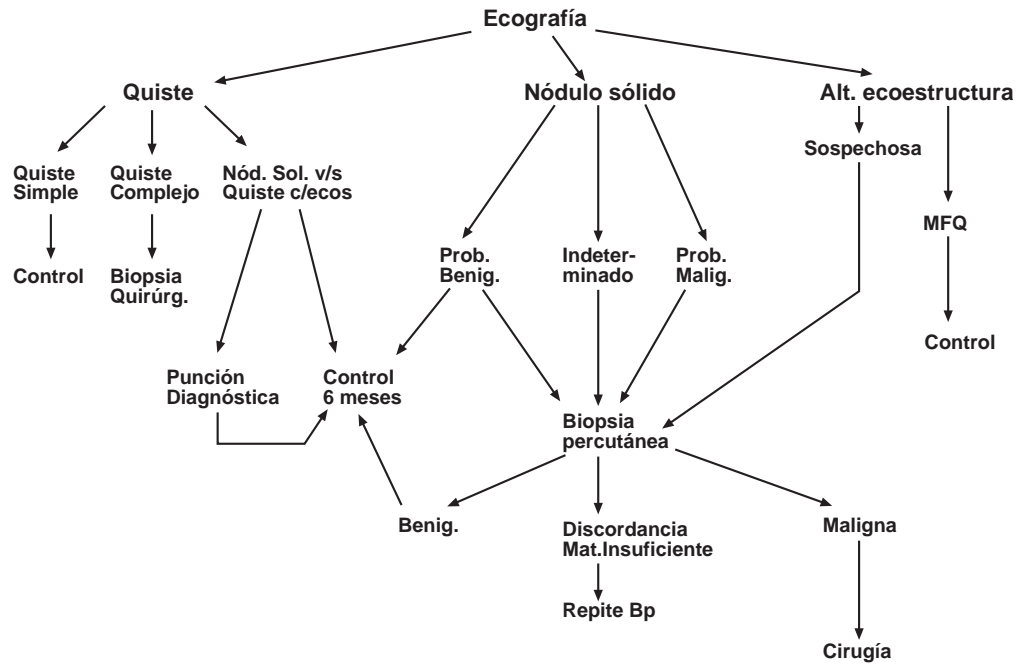 Ecografía
Quiste
Nódulo sólido
Alt. ecoestructura
Sospechosa
Quiste
Simple
Quiste
Complejo
Nód. Sol. v/s
Quiste c/ecos
MFQ
Control
Biopsia
Quirúrg.
Prob.
Benig.
Indeter-
minado
Prob.
Malig.
Control
Punción
Diagnóstica
Control
6 meses
Biopsia
percutánea
Benig.
Discordancia
Mat.Insuficiente
Maligna
Repite Bp
Cirugía